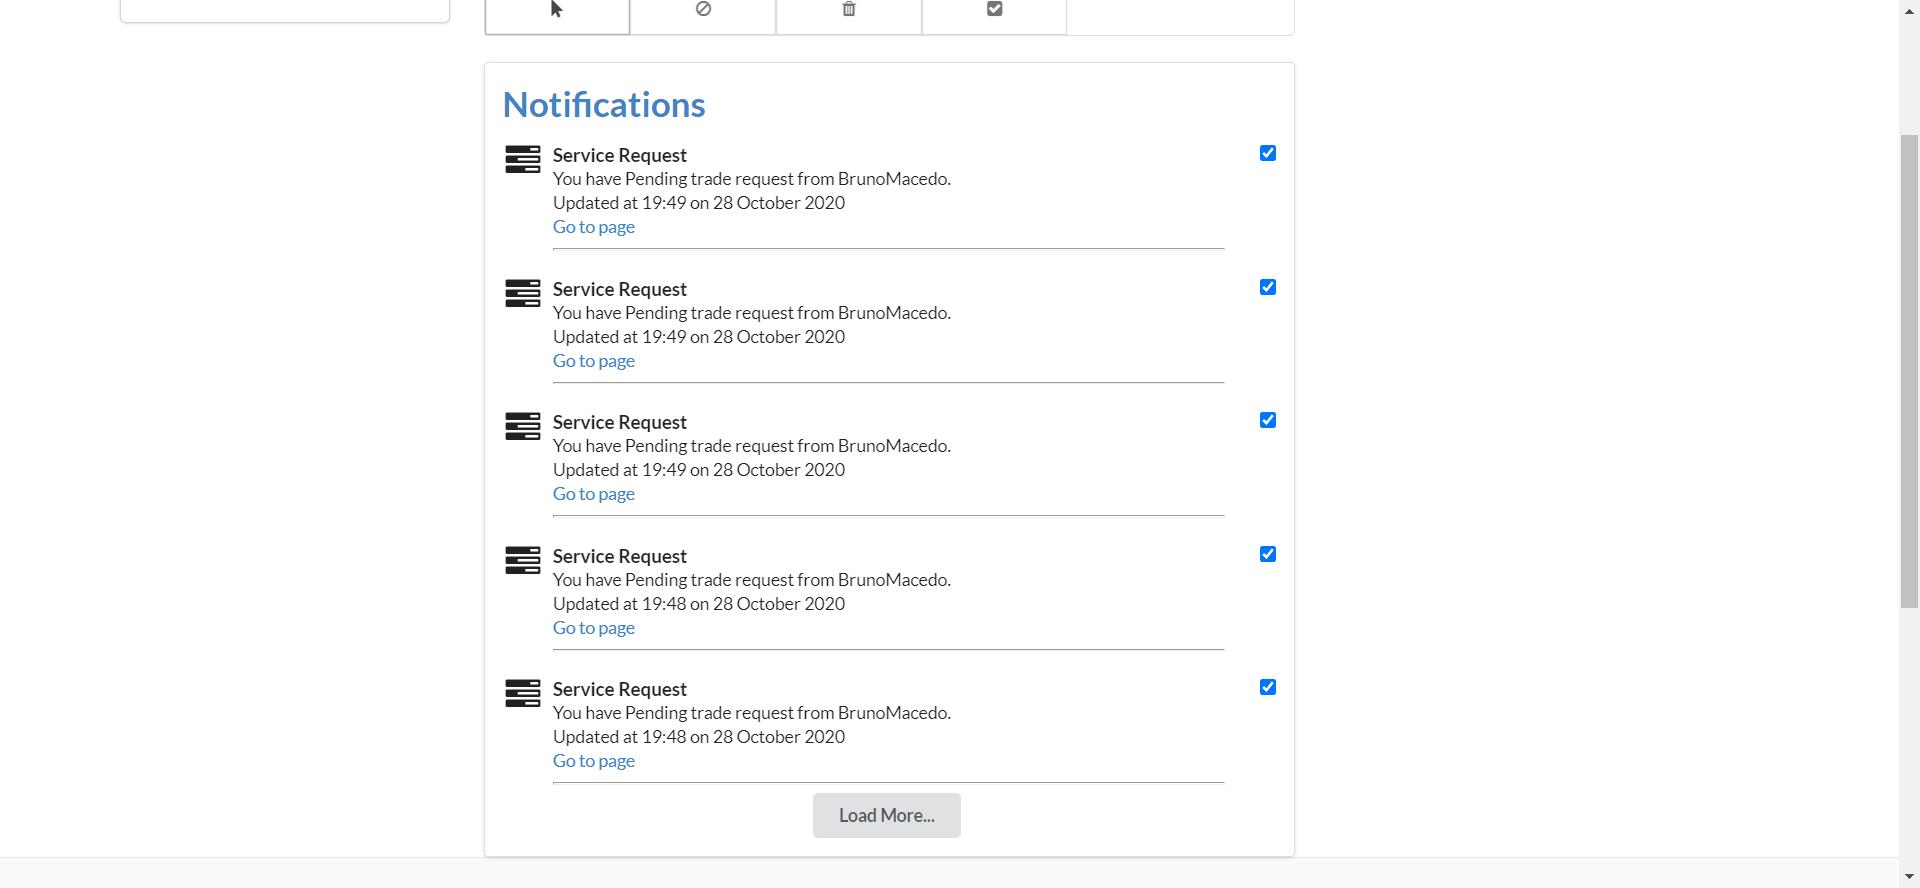 Notifications
Service Request
You have Pending trade request from BrunoMacedo.
Updated at 19:49 on 28 October 2020
Go to page
Service Request
You have Pending trade request from BrunoMacedo.
Updated at 19:49 on 28 October 2020
Go to page
Service Request
You have Pending trade request from BrunoMacedo.
Updated at 19:49 on 28 October 2020
Go to page
Service Request
You have Pending trade request from BrunoMacedo.
Updated at 19:48 on 28 October 2020
Go to page
Service Request
You have Pending trade request from BrunoMacedo.
Updated at 19:48 on 28 October 2020
Go to page
Load More...